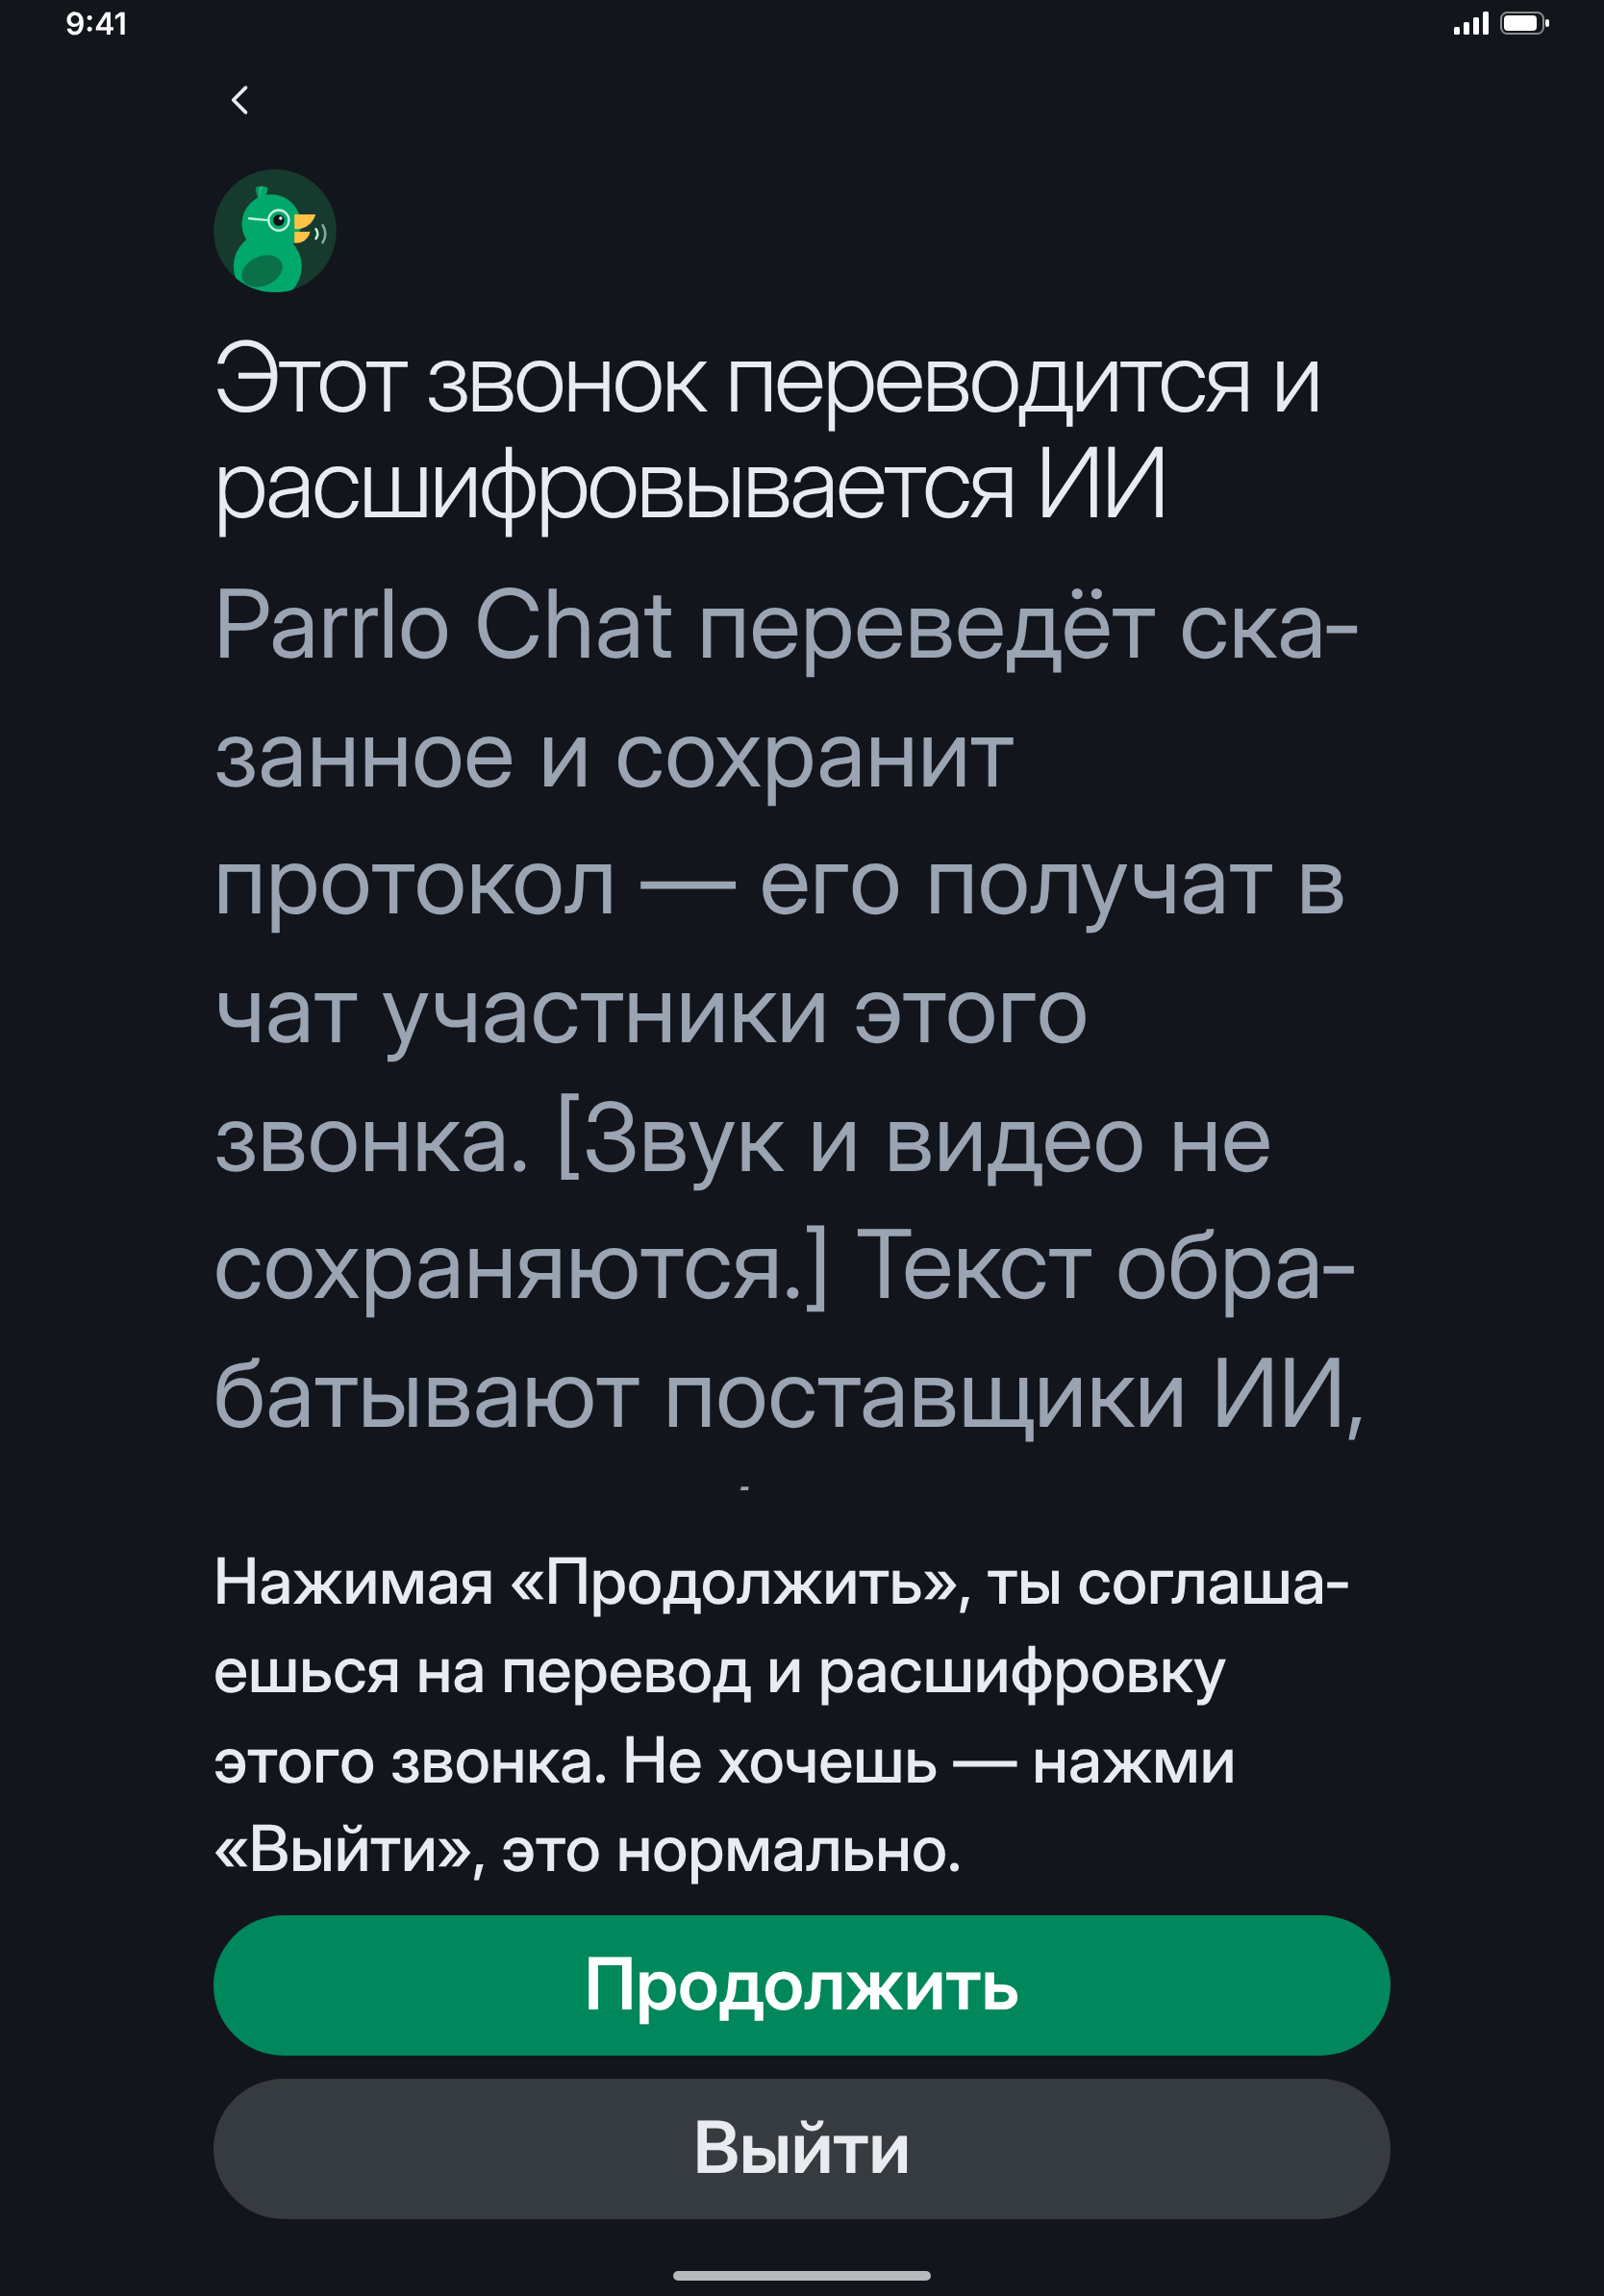 9:41
Этот звонок переводится и
расшифровывается ИИ
Parrlo Chat переведёт ска-
занное и сохранит
протокол — его получат в
чат участники этого
звонка. [Звук и видео не
сохраняются.] Текст обра-
батывают поставщики ИИ,
Нажимая «Продолжить», ты соглаша-
ешься на перевод и расшифровку
этого звонка. Не хочешь — нажми
«Выйти», это нормально.
Продолжить
Выйти